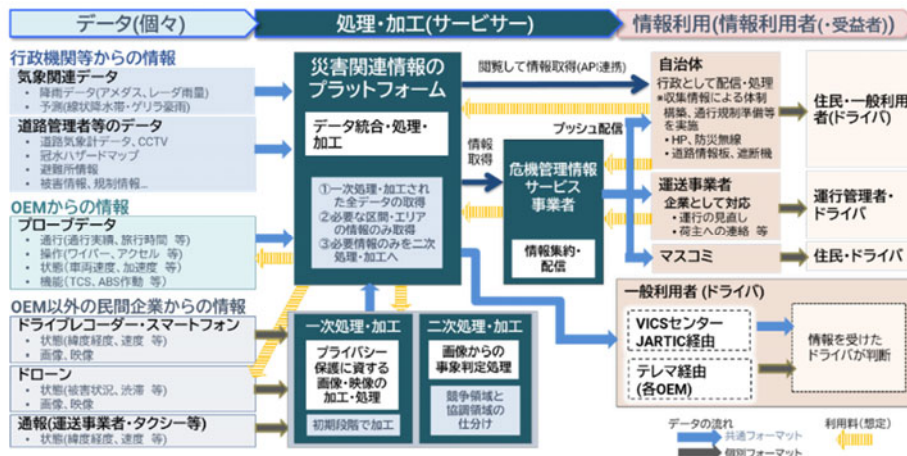 データ(個々)
処理・加工(サービサー)
情報利用(情報利用者(・受益者))
行政機関等からの情報
気象関連データ
・ 降雨データ(アメダス、レーダ雨量)
・ 予測(線状降水帯・ゲリラ豪雨)
道路管理者等のデータ
・ 道路気象計データ、CCTV
・ 冠水ハザードマップ
・ 避難所情報
・ 被害情報、規制情報...
OEMからの情報
プローブデータ
・ 通行(通行実績、旅行時間 等)
・ 操作(ワイパー、アクセル 等)
・ 状態(車両速度、加速度 等)
・ 機能(TCS、ABS作動 等)
OEM以外の民間企業からの情報
ドライブレコーダー・スマートフォン
・ 状態(緯度経度、速度 等)
・ 画像、映像
ドローン
・ 状態(被害状況、渋滞 等)
・ 画像、映像
通報(運送事業者・タクシー等)
・ 状態(緯度経度、速度 等)
災害関連情報の
プラットフォーム
データ統合・処理・
加工
①一次処理・加工された
全データの取得
②必要な区間・エリア
の情報のみ取得
③必要情報のみを二次
処理・加工へ
一次処理・加工
プライバシー
保護に資する
画像・映像の
加工・処理
初期段階で加工
二次処理・加工
画像からの
事象判定処理
競争領域と
協調領域の
仕分け
閲覧して情報取得(API連携)
プッシュ配信
情報
取得
危機管理情報
サービス
事業者
情報集約・
配信
自治体
行政として配信・処理
*収集情報による体制
構築、通行規制準備等
を実施
・ HP、防災無線
・ 道路情報板、遮断機
運送事業者
企業として対応
・ 運行の見直し
・ 荷主への連絡 等
マスコミ
住民・一般利用
者(ドライバ)
運行管理者・
ドライバ
住民・ドライバ
一般利用者 (ドライバ)
VICSセンター
JARTIC経由
テレマ経由
(各OEM)
情報を受けた
ドライバが判断
データの流れ
共通フォーマット
個別フォーマット
利用料(想定)